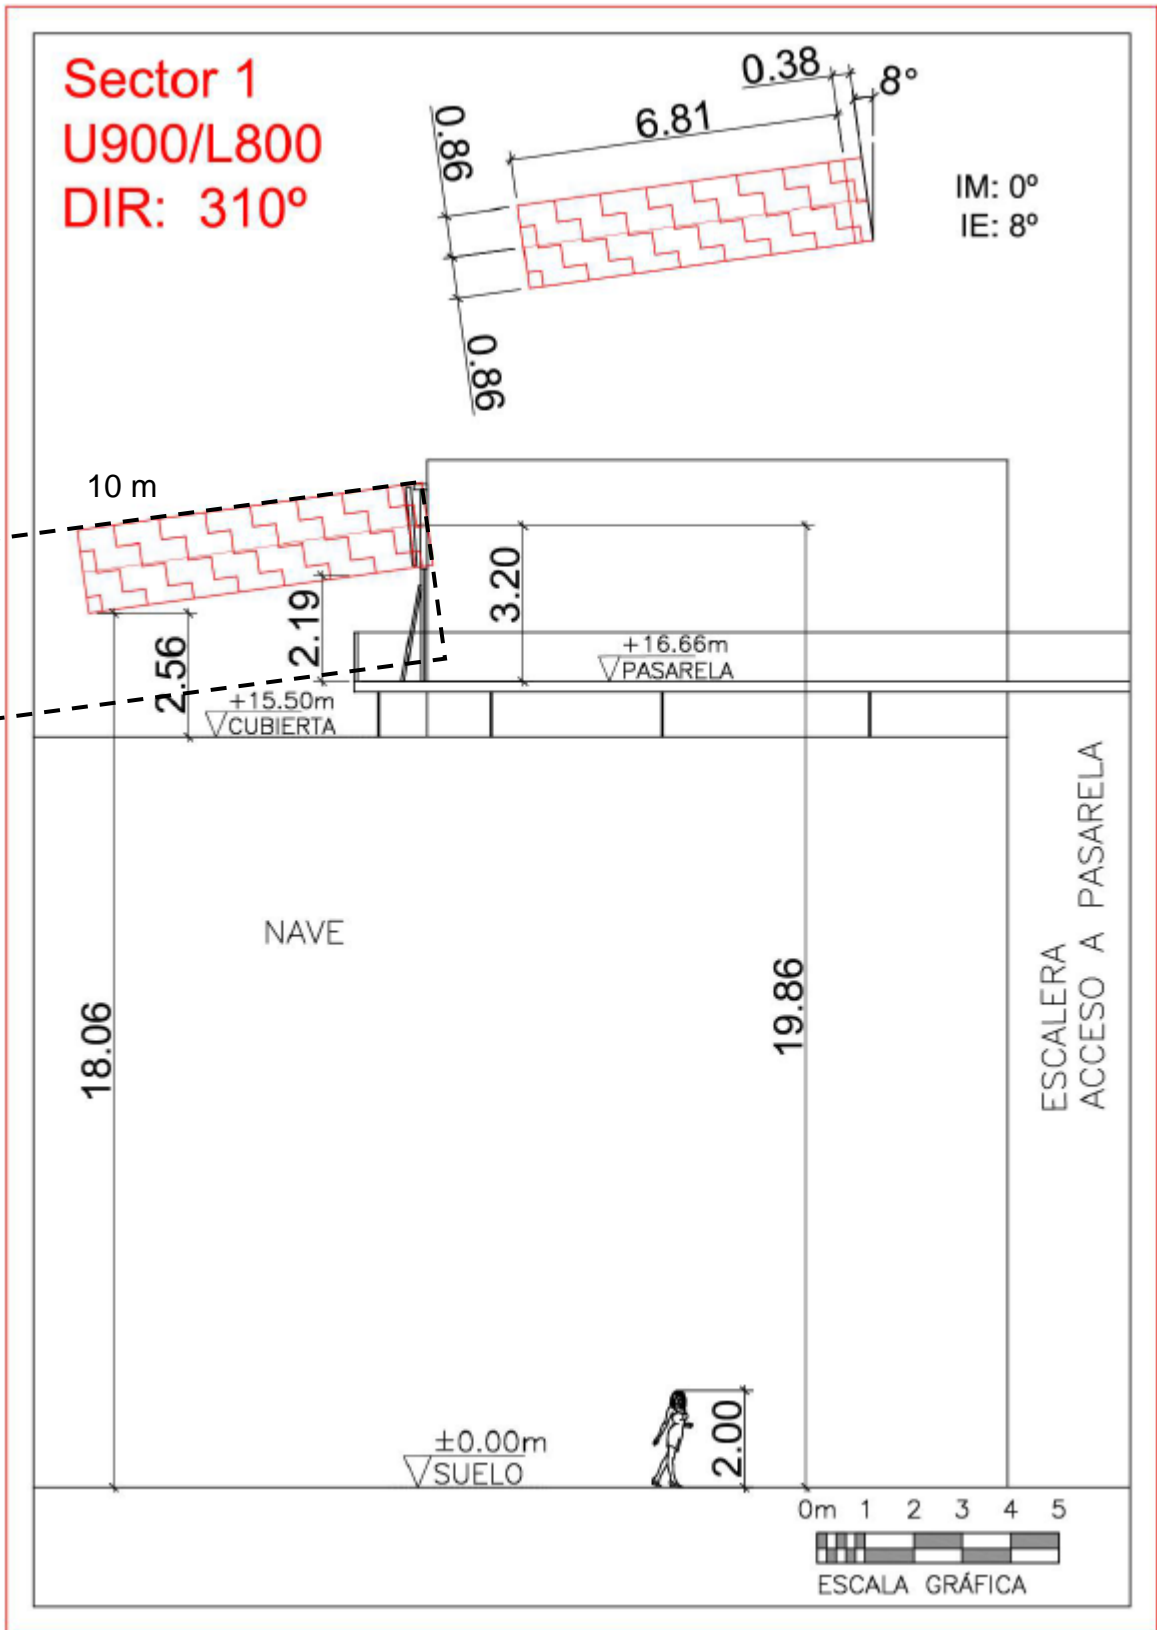 Sector 1
U900/L800
DIR: 310º
0.38
8°
6.81
0.86
0.86
IM: 0º
IE: 8º
10 m
3.20
2.19
2.56
+16.66m
PASARELA
+15.50m
CUBIERTA
NAVE
18.06
19.86
ESCALERA
ACCESO A PASARELA
2.00
±0.00m
SUELO
0m 1 2 3 4 5
ESCALA GRÁFICA